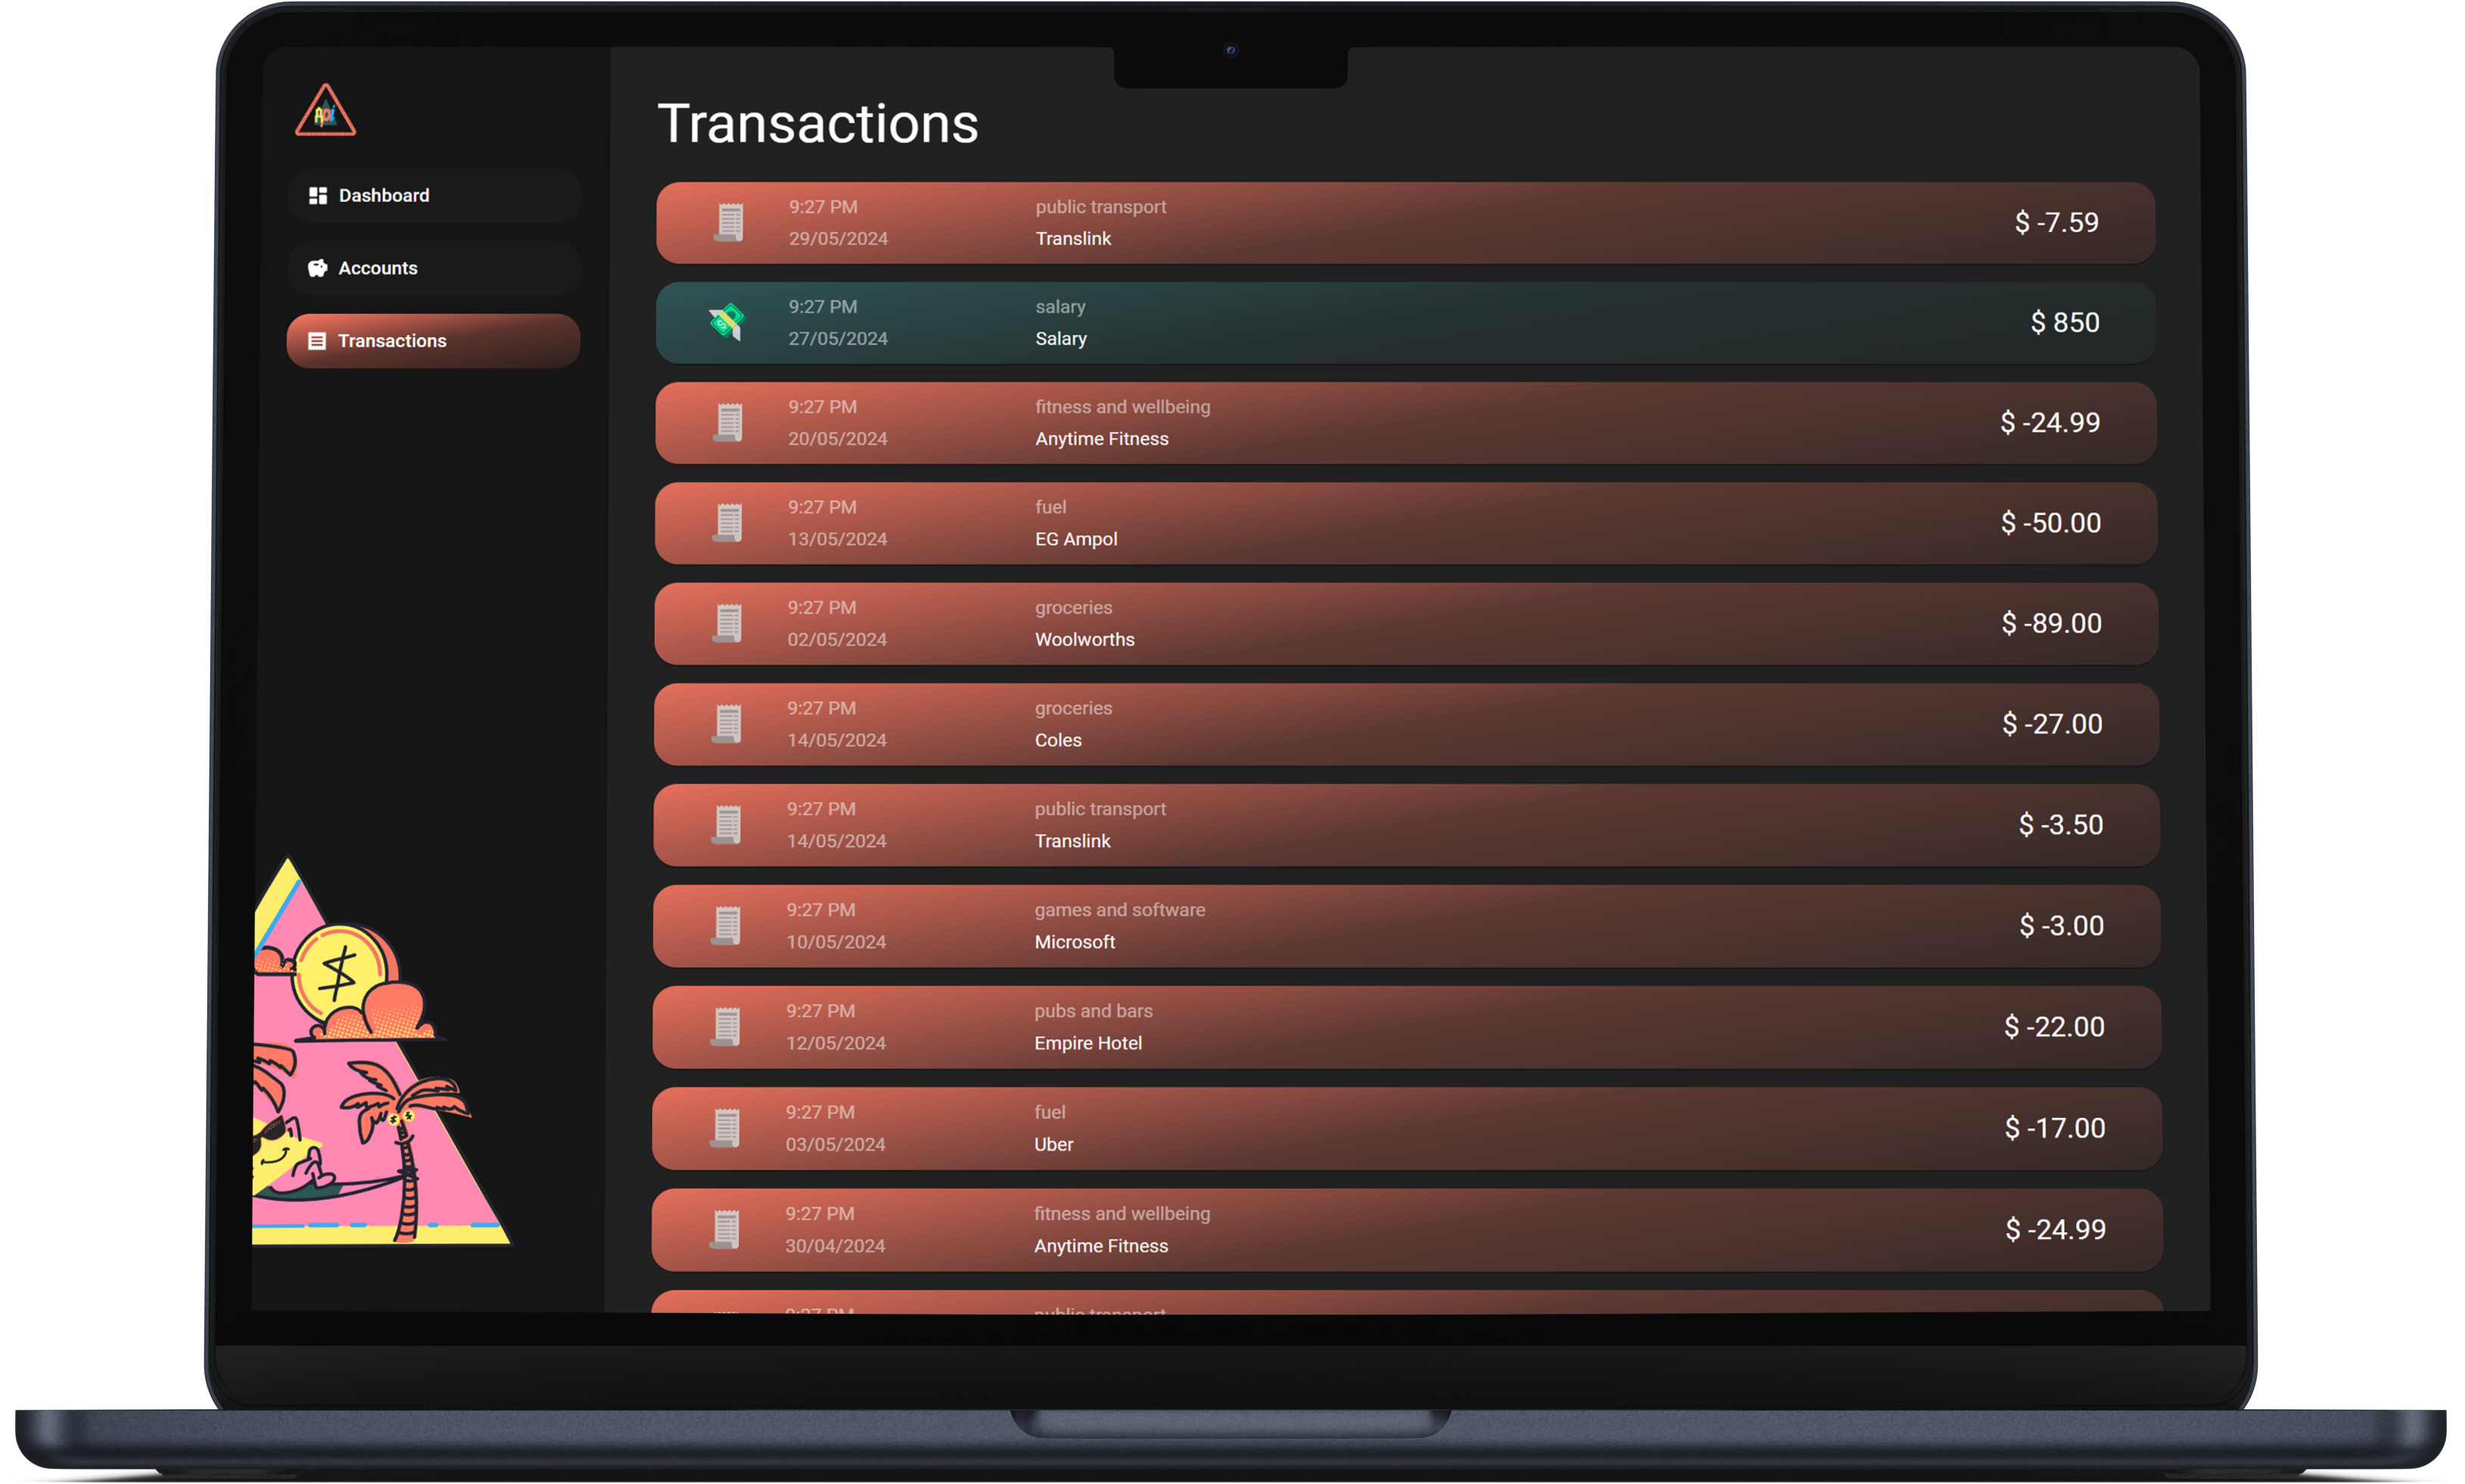 Api
Dashboard
Accounts
Transactions
Transactions
9:27 PM
29/05/2024
public transport
Translink
$ -7.59
9:27 PM
27/05/2024
salary
Salary
$ 850
9:27 PM
20/05/2024
fitness and wellbeing
Anytime Fitness
$ -24.99
9:27 PM
13/05/2024
fuel
EG Ampol
$ -50.00
9:27 PM
02/05/2024
groceries
Woolworths
$ -89.00
9:27 PM
14/05/2024
groceries
Coles
$ -27.00
9:27 PM
14/05/2024
public transport
Translink
$ -3.50
9:27 PM
10/05/2024
games and software
Microsoft
$ -3.00
9:27 PM
12/05/2024
pubs and bars
Empire Hotel
$ -22.00
9:27 PM
03/05/2024
fuel
Uber
$ -17.00
9:27 PM
30/04/2024
fitness and wellbeing
Anytime Fitness
$ -24.99
9:27 PM
public transport
$